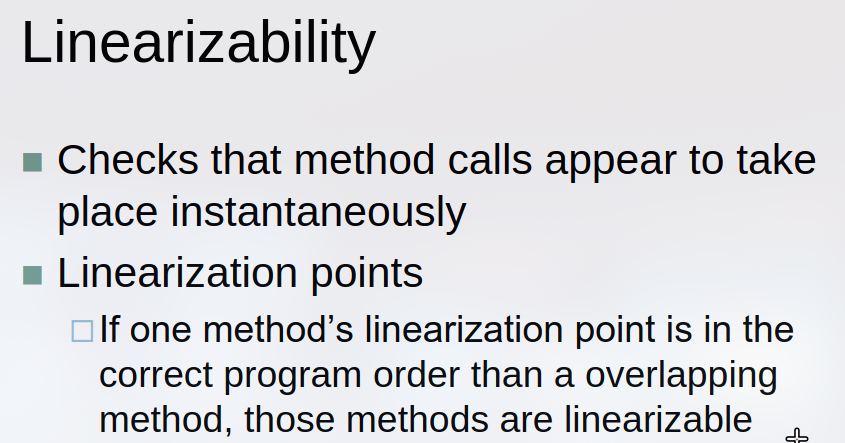 Linearizability
Checks that method calls appear to take
place instantaneously
Linearization points
If one method’s linearization point is in the
correct program order than a overlapping
method, those methods are linearizable